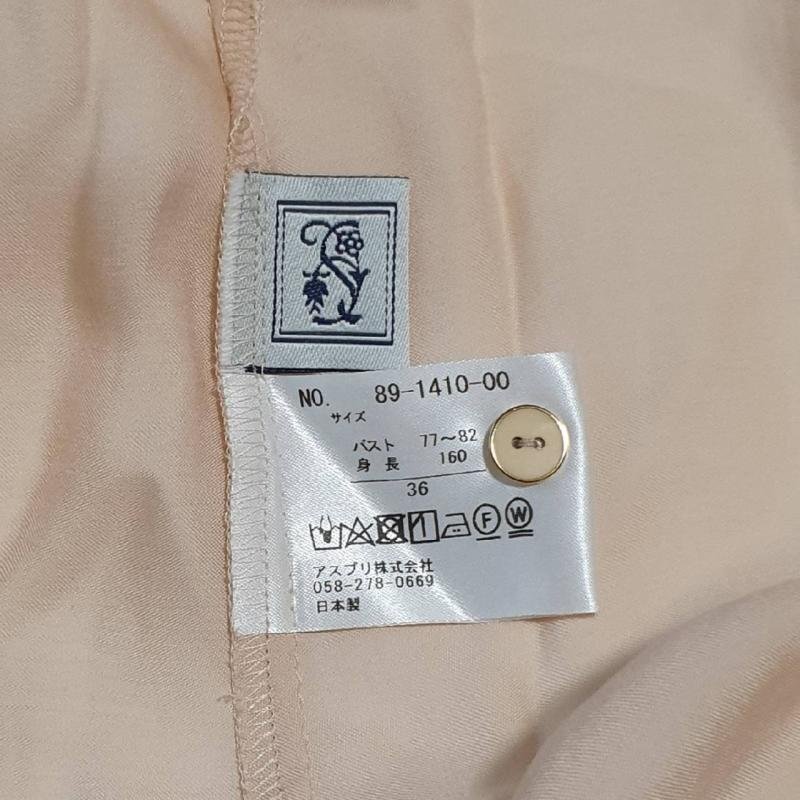 NO. 89-1410-00
サイズ
バスト 77～82
身長 160
36
F W
アスプリ株式会社
058-278-0669
日本製